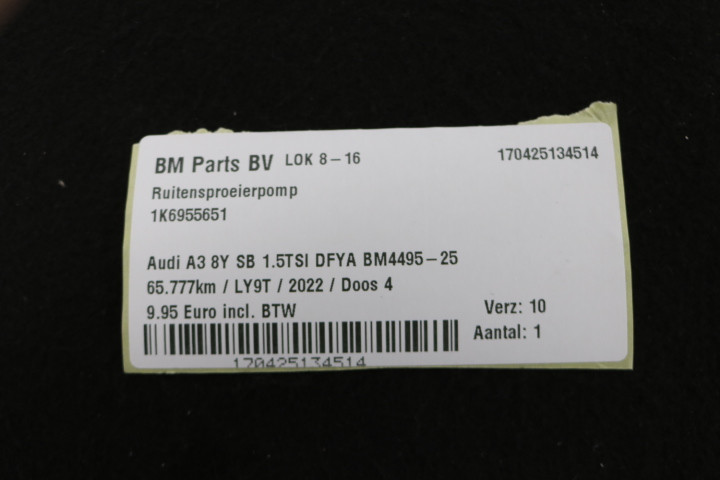 BM Parts BV LOK 8-16 170425134514
Ruitensproeierpomp
1K6955651
Audi A3 8Y SB 1.5TSI DFYA BM4495-25
65.777km / LY9T / 2022 / Doos 4
9.95 Euro incl. BTW Verz: 10
Aantal: 1
170425134514